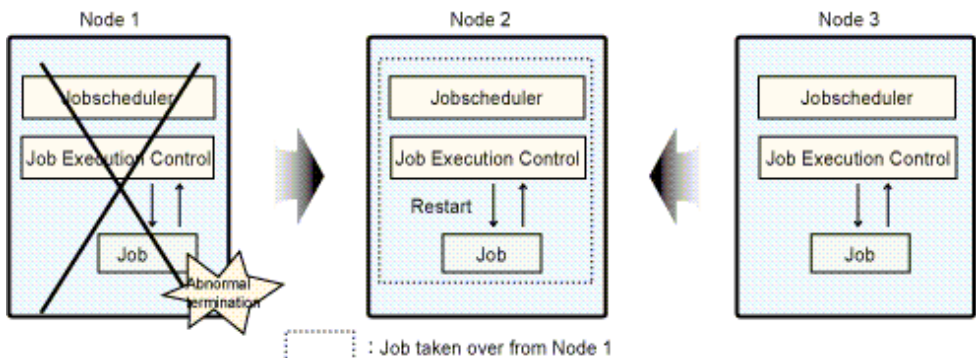 Node 1
Node 2
Node 3
Jobscheduler
Jobscheduler
Jobscheduler
Job Execution Control
Job Execution Control
Job Execution Control
Restart
Job
Job
Job
Abnormal
termination
: Job taken over from Node 1